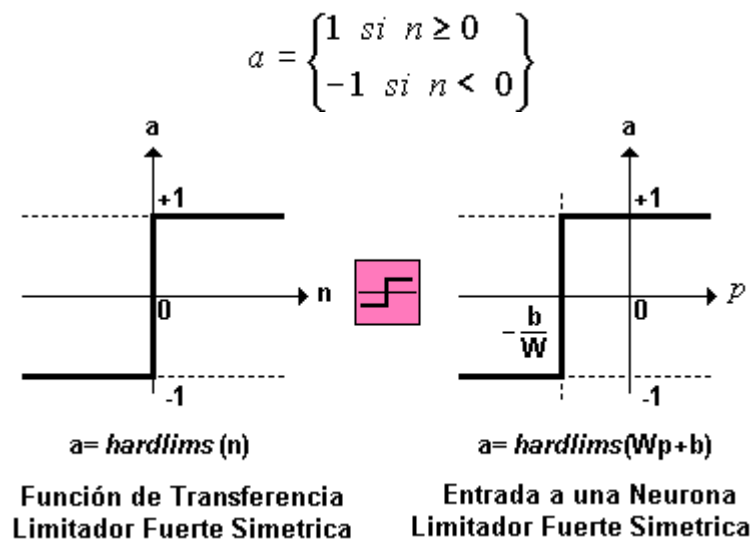 a = {1 si n ≥ 0
-1 si n < 0}
a
+1
0
n
-1
a= hardlims (n)
Función de Transferencia
Limitador Fuerte Simetrica
a
+1
0
p
-b/W
-1
a= hardlims(Wp+b)
Entrada a una Neurona
Limitador Fuerte Simetrica